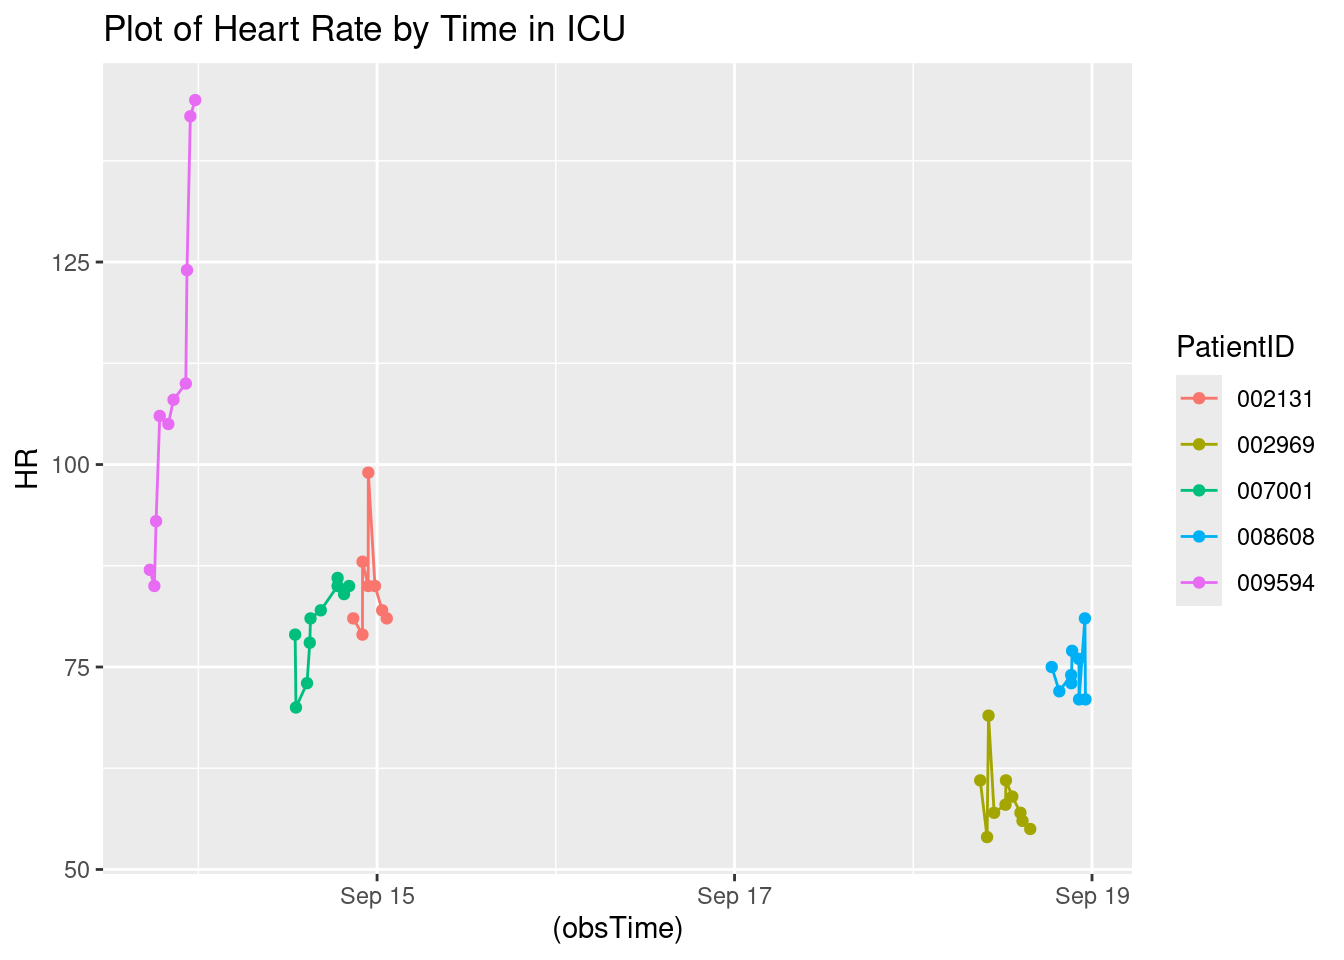 Plot of Heart Rate by Time in ICU
125
100
75
50
HR
Sep 15
Sep 17
Sep 19
(obsTime)
PatientID
002131
002969
007001
008608
009594